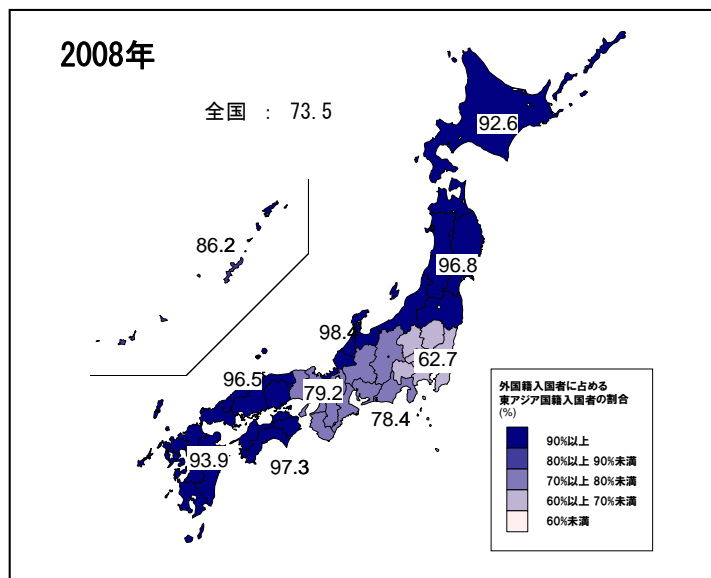 2008年
全国 : 73.5
92.6
86.2
96.8
98.4
62.7
96.5
79.2
78.4
93.9
97.3
外国籍入国者に占める
東アジア国籍入国者の割合
(%)
90%以上
80%以上 90%未満
70%以上 80%未満
60%以上 70%未満
60%未満